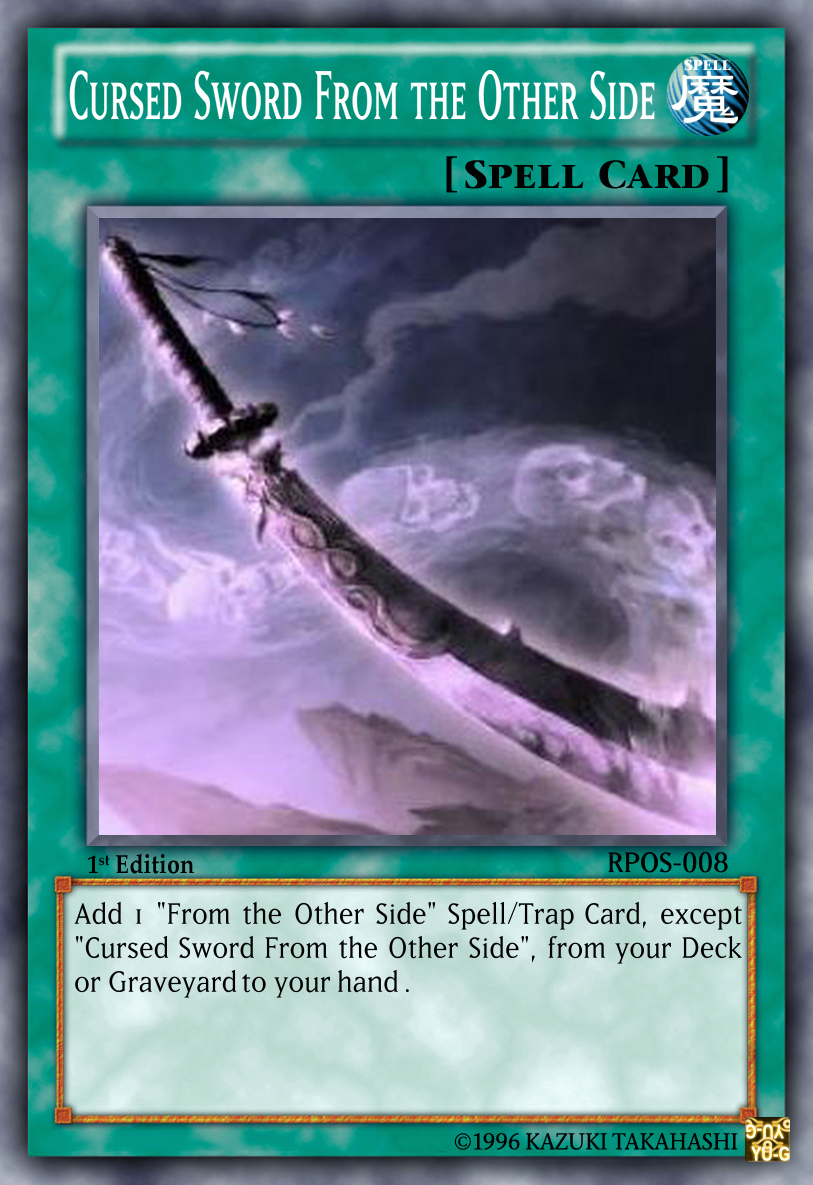 CURSED SWORD FROM THE OTHER SIDE
SPELL
魔
[SPELL CARD]
1st Edition
RPOS-008
Add 1 "From the Other Side" Spell/Trap Card, except
"Cursed Sword From the Other Side", from your Deck
or Graveyard to your hand .
©1996 KAZUKI TAKAHASHI